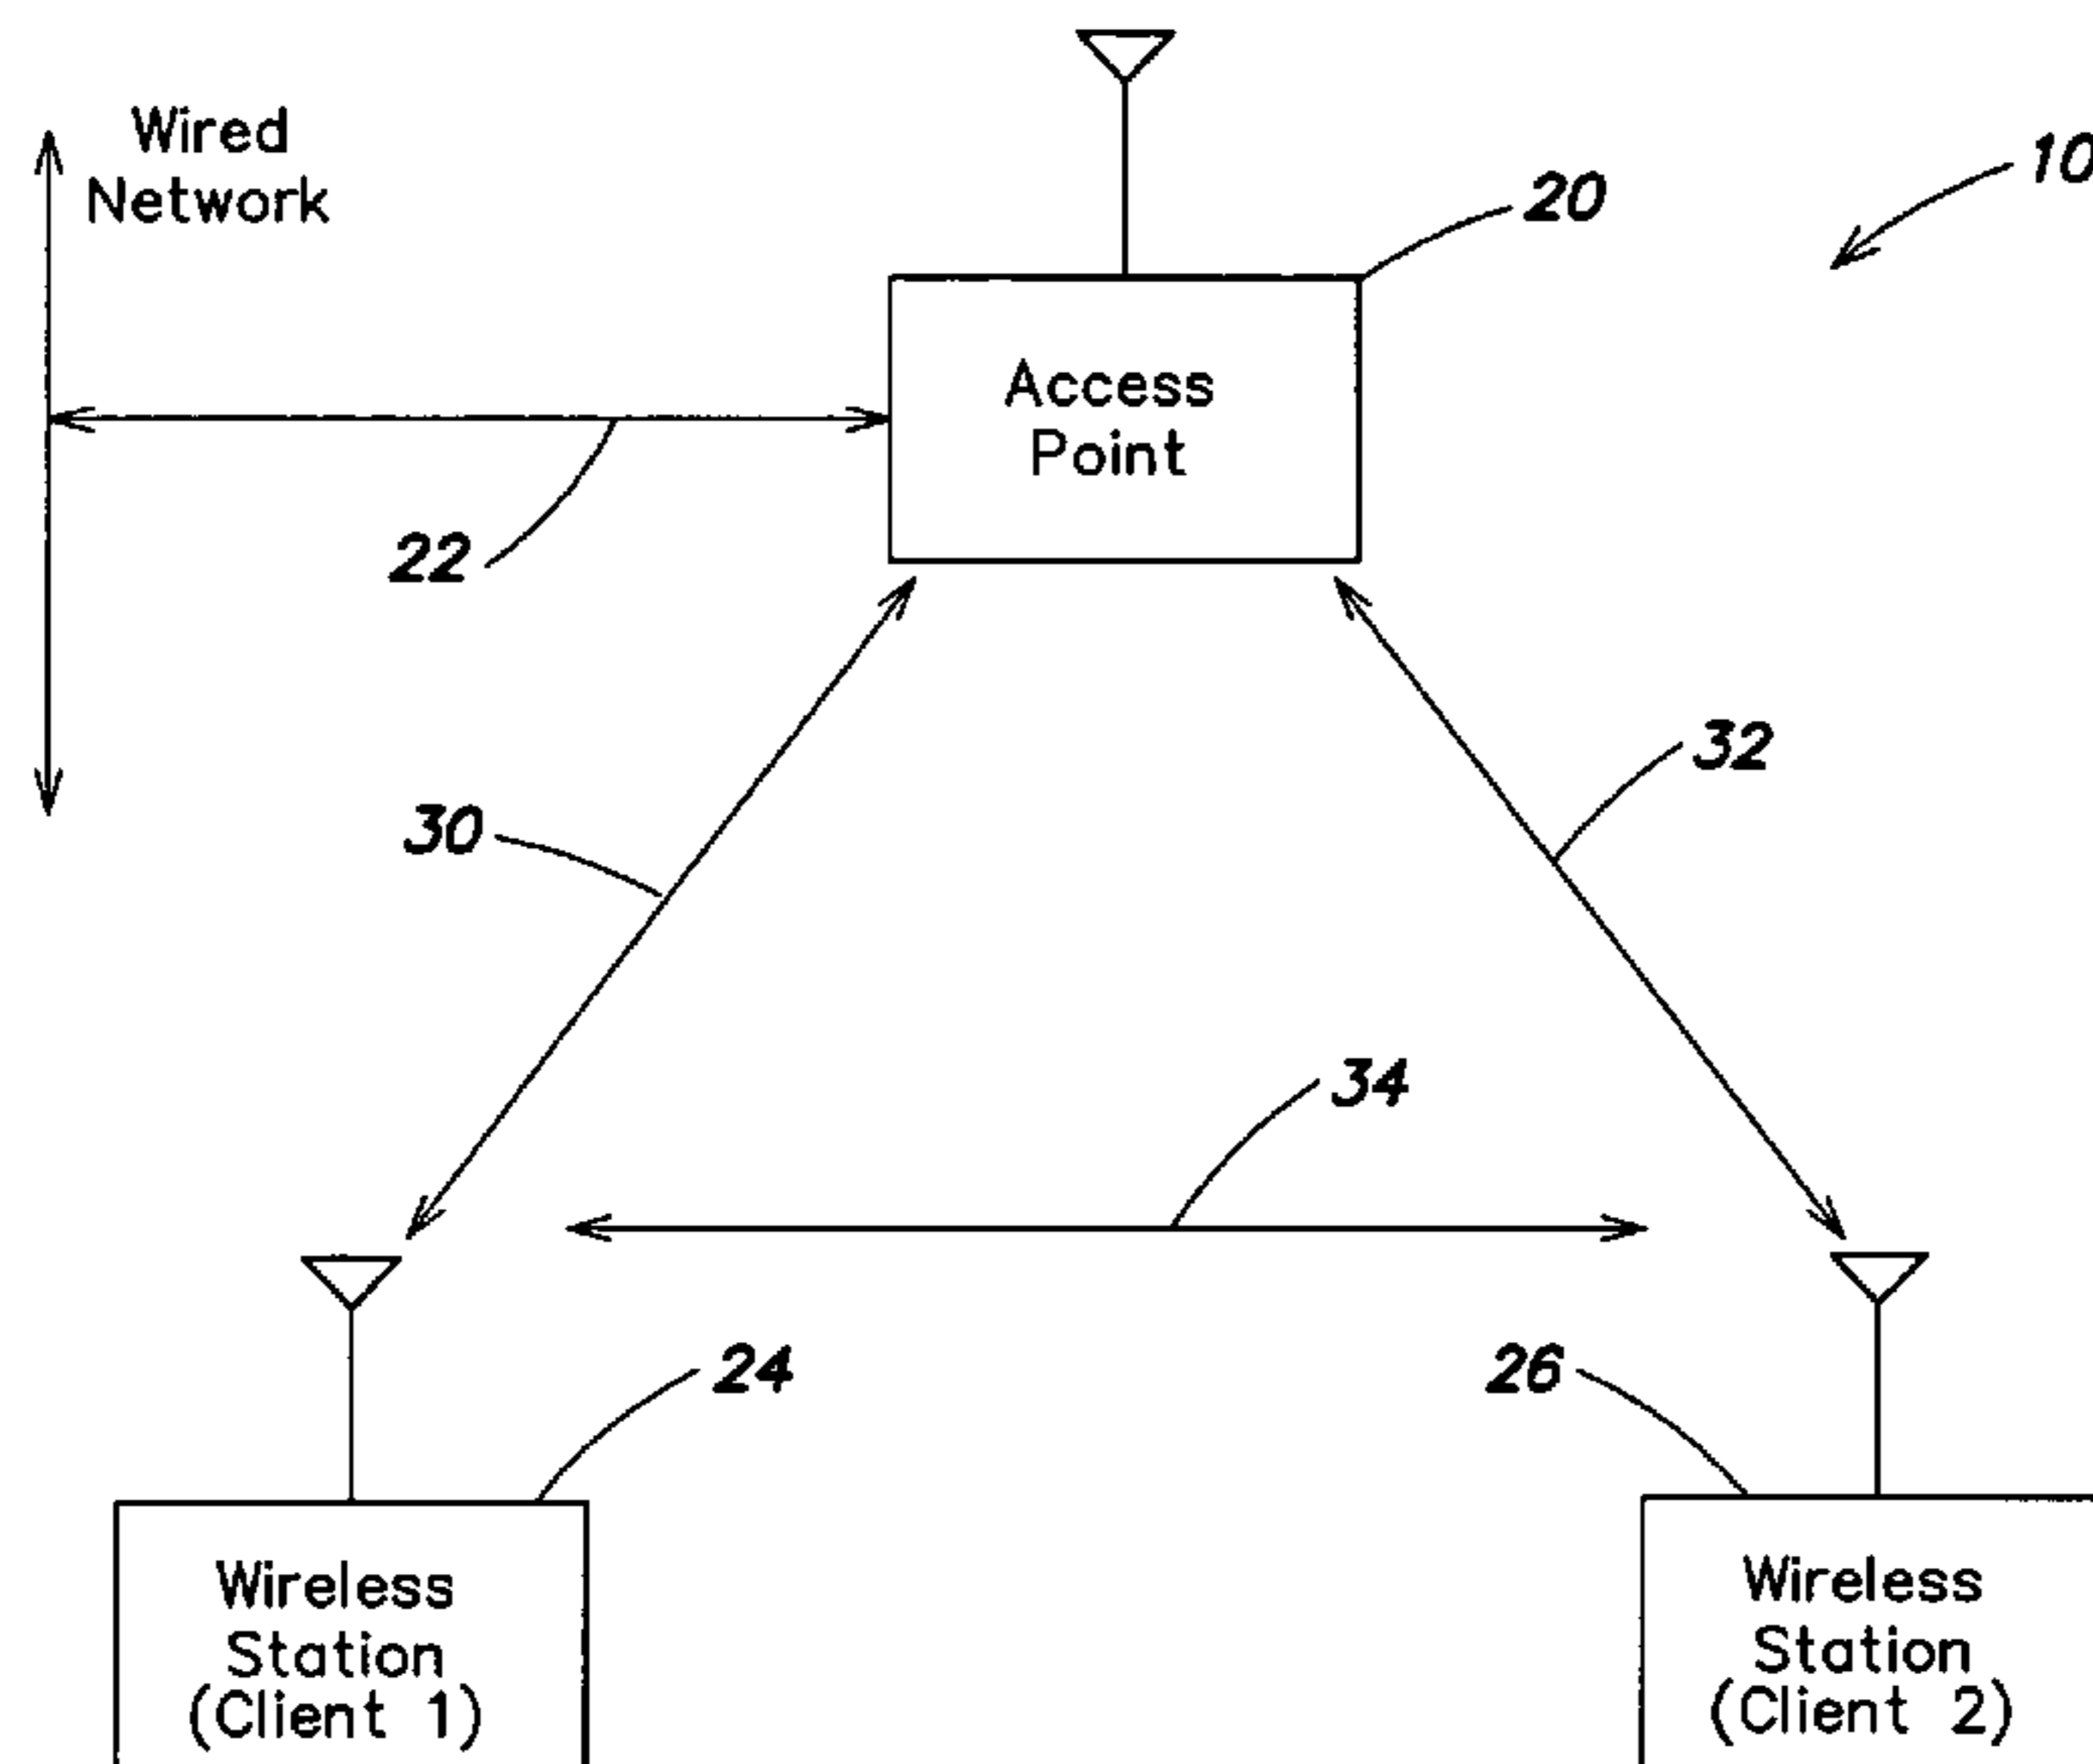 Wired
Network
10
20
Access
Point
22
32
30
34
24
26
Wireless
Station
(Client 1)
Wireless
Station
(Client 2)